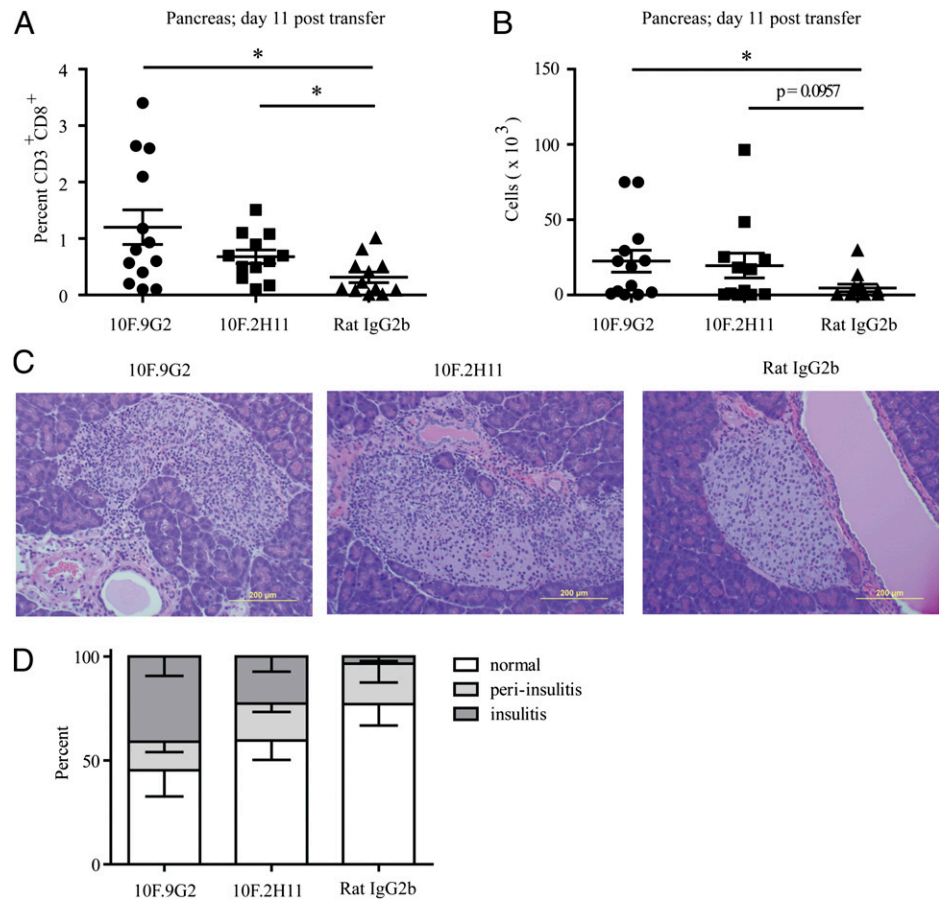 A
Pancreas; day 11 post transfer
*
*
Percent CD3 +CD8+
4
3
2
1
0
10F.9G2
10F.2H11
Rat IgG2b
B
Pancreas; day 11 post transfer
*
p = 0.0957
Cells ( x 10 3)
150
100
50
0
10F.9G2
10F.2H11
Rat IgG2b
C
10F.9G2
10F.2H11
Rat IgG2b
200 µm
200 µm
200 µm
D
Percent
100
50
0
10F.9G2
10F.2H11
Rat IgG2b
normal
peri-insulitis
insulitis